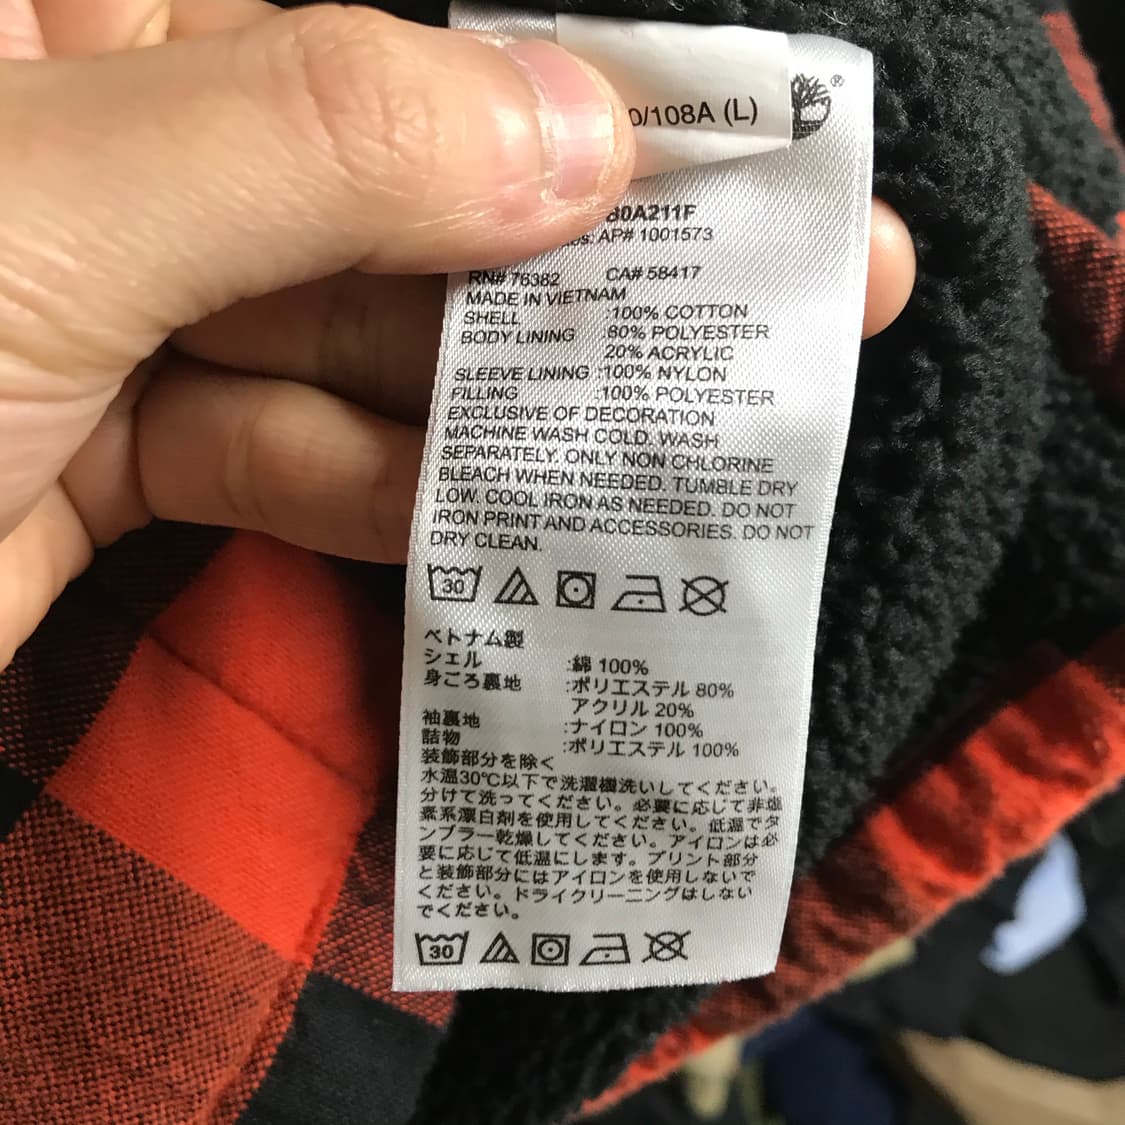 0/108A (L)
®
B0A211F
AP# 1001573
RN# 76382 CA# 58417
MADE IN VIETNAM
SHELL :100% COTTON
BODY LINING 80% POLYESTER
20% ACRYLIC
SLEEVE LINING :100% NYLON
FILLING :100% POLYESTER
EXCLUSIVE OF DECORATION
MACHINE WASH COLD. WASH
SEPARATELY. ONLY NON CHLORINE
BLEACH WHEN NEEDED. TUMBLE DRY
LOW. COOL IRON AS NEEDED. DO NOT
IRON PRINT AND ACCESSORIES. DO NOT
DRY CLEAN.
30
ベトナム製
シェル :綿 100%
身ごろ裏地 :ポリエステル 80%
アクリル 20%
袖裏地 :ナイロン 100%
詰物 :ポリエステル 100%
装飾部分を除く
水温30℃以下で洗濯機洗いしてください。
分けて洗ってください。必要に応じて非塩
素系漂白剤を使用してください。低温でタ
ンブラー乾燥してください。アイロンは必
要に応じて低温にします。プリント部分
と装飾部分にはアイロンを使用しないで
ください。ドライクリーニングはしない
でください。
30